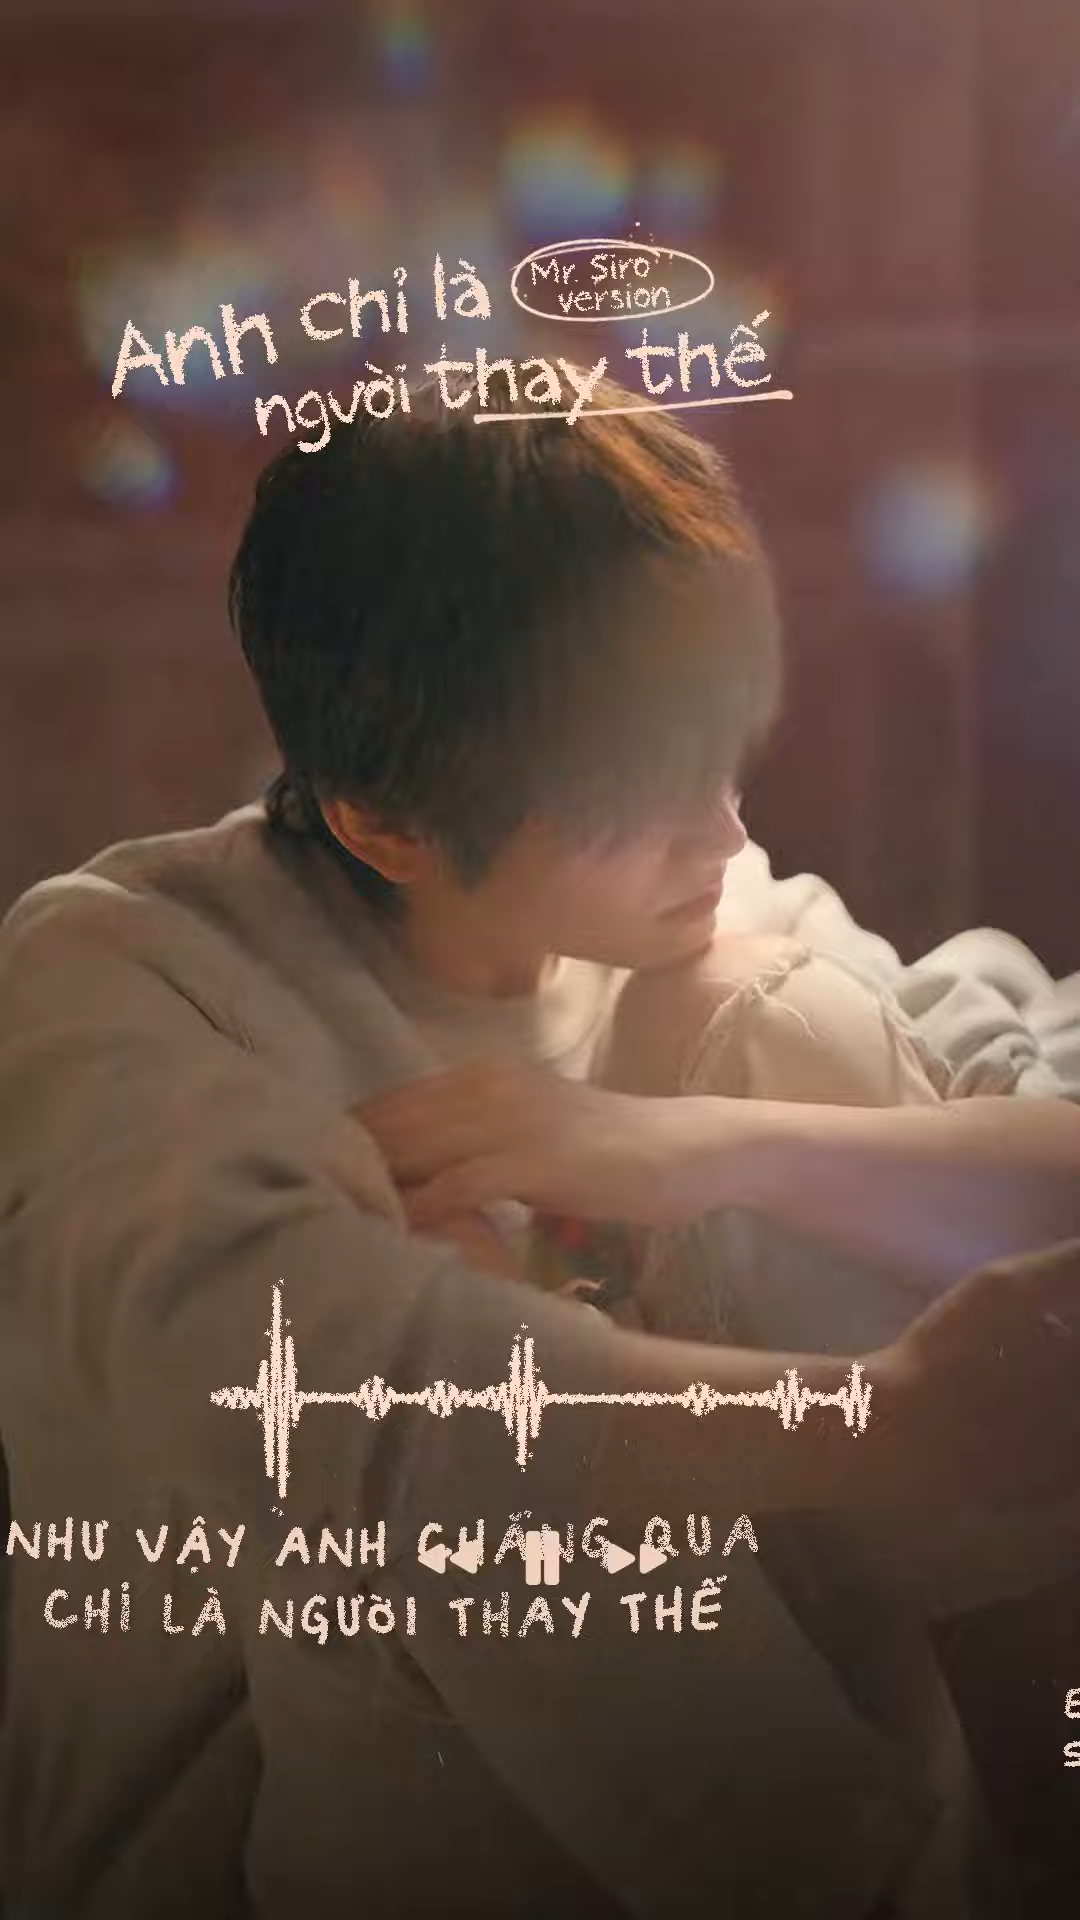 Anh chỉ là
Mr. Siro
version
người thay thế
NHƯ VẬY ANH CHẲNG QUA
CHỈ LÀ NGƯỜI THAY THẾ